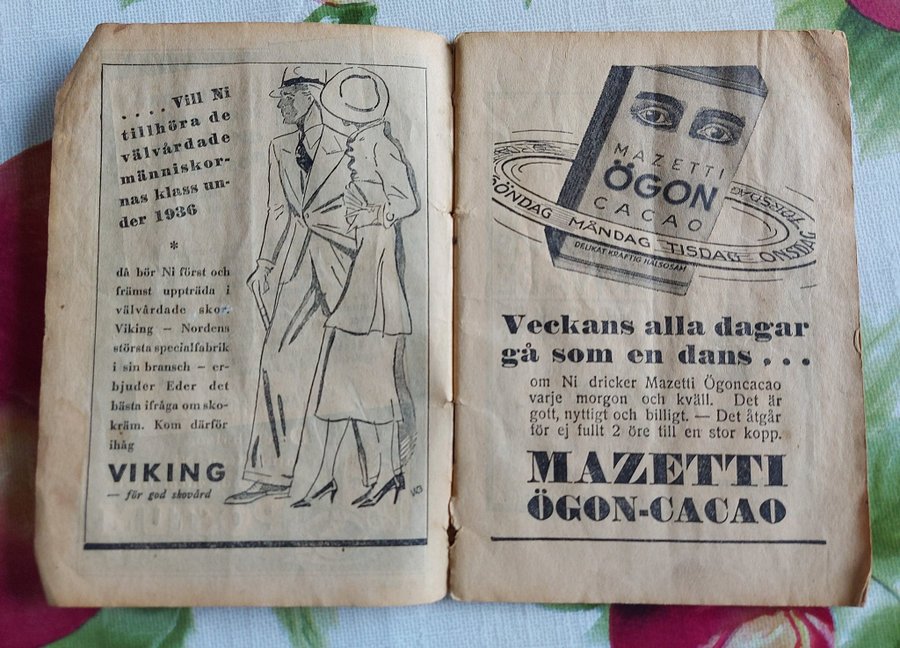 ....Vill Ni
tillhöra de
välvårdade
människor-
nas klass un-
der 1936
*
då bör Ni först och
främst uppträda i
välvårdade skor.
Viking — Nordens
största specialfabrik
i sin bransch — er-
bjuder Eder det
bästa ifråga om sko-
kräm. Kom därför
ihåg
VIKING
— för god skovård
MAZETTI
ÖGON
CACAO
SÖNDAG MÅNDAG TISDAG ONSDAG TORSDAG
DELIKAT KRAFTIG HÄLSOSAM
Veckans alla dagar
gå som en dans...
om Ni dricker Mazetti Ögoncacao
varje morgon och kväll. Det är
gott, nyttigt och billigt. — Det åtgår
för ej fullt 2 öre till en stor kopp.
MAZETTI
ÖGON-CACAO